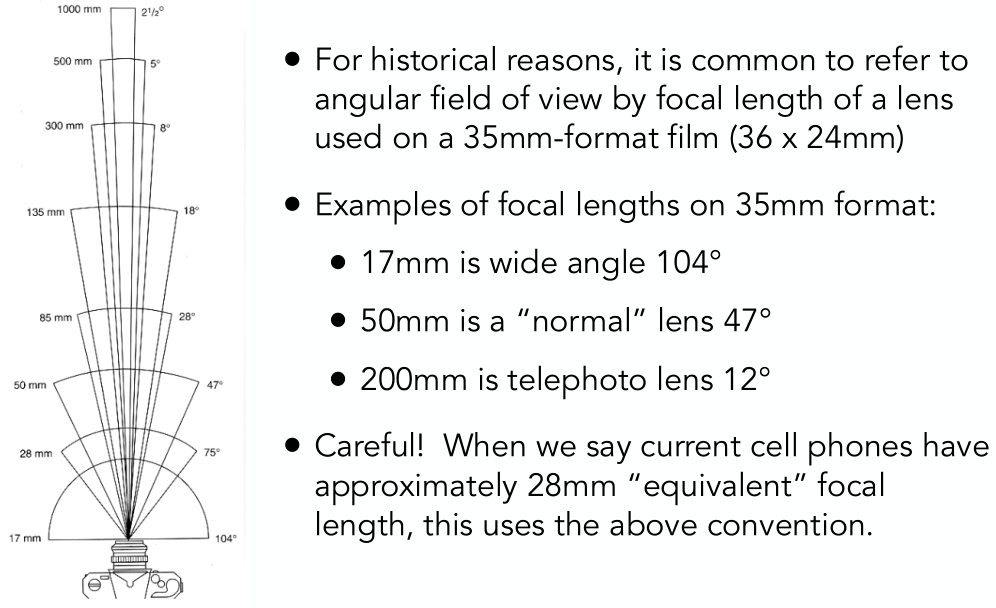 1000 mm 2½°
500 mm 5°
300 mm 8°
135 mm 18°
85 mm 28°
50 mm 47°
28 mm 75°
17 mm 104°
• For historical reasons, it is common to refer to
angular field of view by focal length of a lens
used on a 35mm-format film (36 x 24mm)
• Examples of focal lengths on 35mm format:
• 17mm is wide angle 104°
• 50mm is a “normal” lens 47°
• 200mm is telephoto lens 12°
• Careful!  When we say current cell phones have
approximately 28mm “equivalent” focal
length, this uses the above convention.